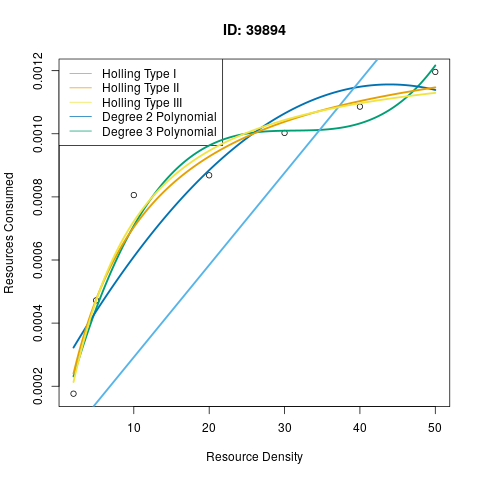 ID: 39894
Holling Type I
Holling Type II
Holling Type III
Degree 2 Polynomial
Degree 3 Polynomial
Resources Consumed
0.0012
0.0010
0.0008
0.0006
0.0004
0.0002
10 20 30 40 50
Resource Density